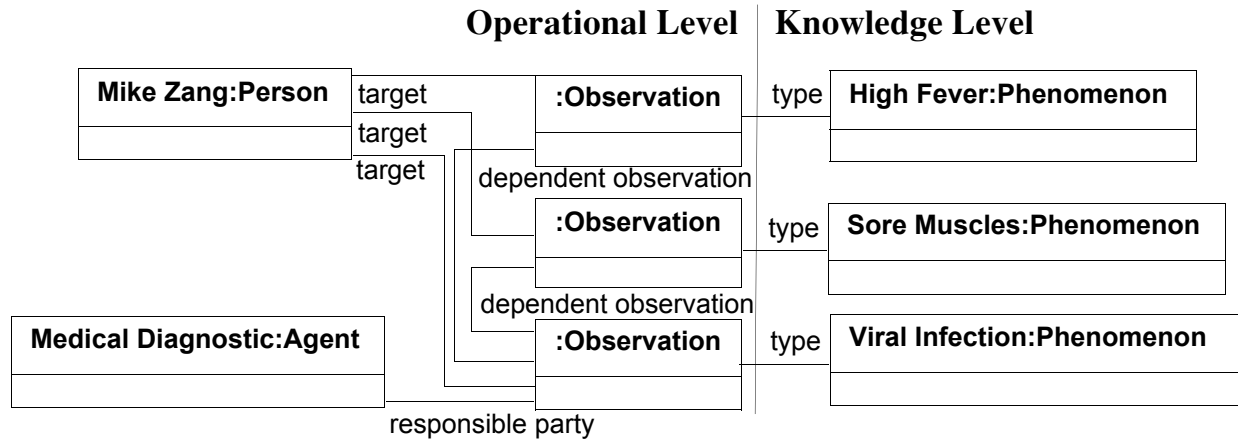 Operational Level
Knowledge Level
Mike Zang:Person
target
:Observation
type
High Fever:Phenomenon
target
target
dependent observation
:Observation
type
Sore Muscles:Phenomenon
dependent observation
Medical Diagnostic:Agent
:Observation
type
Viral Infection:Phenomenon
responsible party